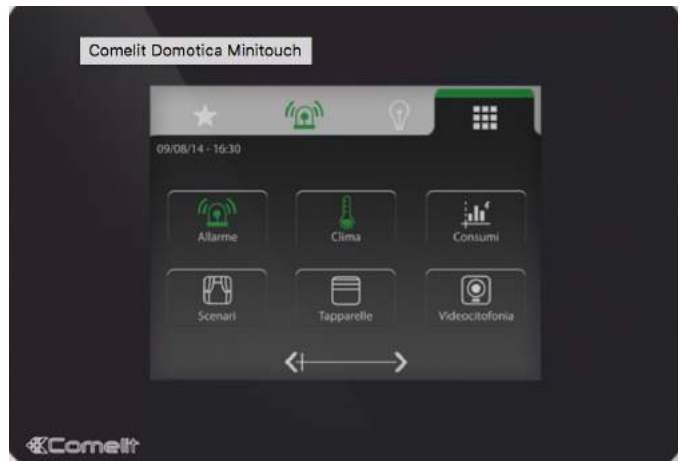 Comelit Domotica Minitouch
09/08/14 - 16:30
Allarme
Clima
Consumi
Scenari
Tapparelle
Videocitofonia
Comelit